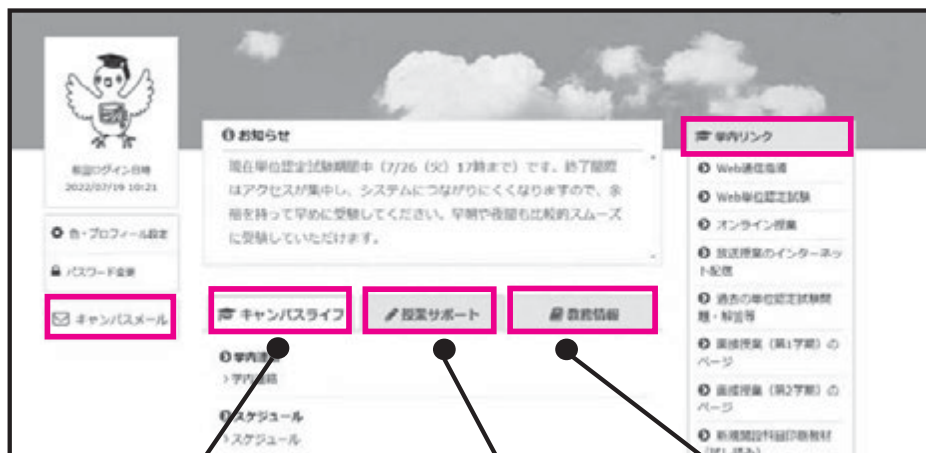 前回ログイン日時
2022/07/19 10:21
色・プロフィール設定
パスワード変更
キャンパスメール
お知らせ
現在単位認定試験期間中(7/26(火)17時まで)です。終了間際
はアクセスが集中し、システムにつながりにくくなりますので、余
裕を持って早めに受験してください。早朝や夜間も比較的スムーズ
に受験していただけます。
キャンパスライフ
授業サポート
教務情報
学内連絡
>学内連絡
スケジュール
>スケジュール
学内リンク
Web通信指導
Web単位認定試験
オンライン授業
放送授業のインターネッ
ト配信
過去の単位認定試験問
題・解答等
面接授業(第1学期)の
ページ
面接授業(第2学期)の
ページ
新規開設科目印刷教材
(試し読み)